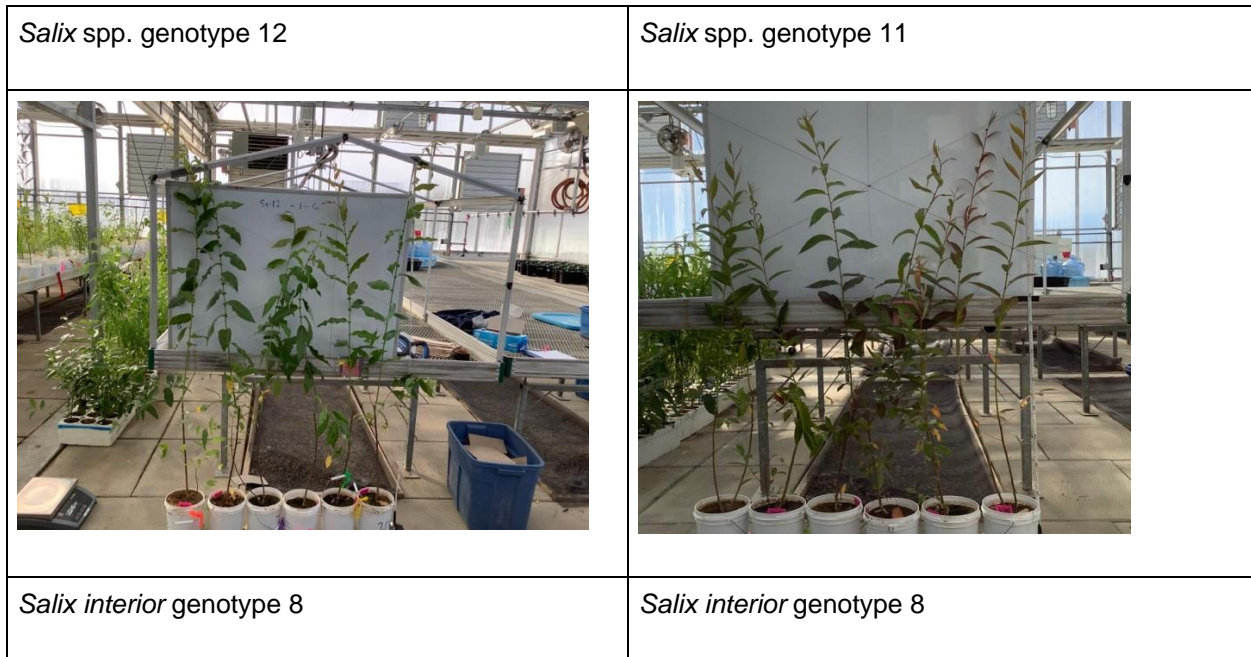 Salix spp. genotype 12
Salix spp. genotype 11
Salix interior genotype 8
Salix interior genotype 8